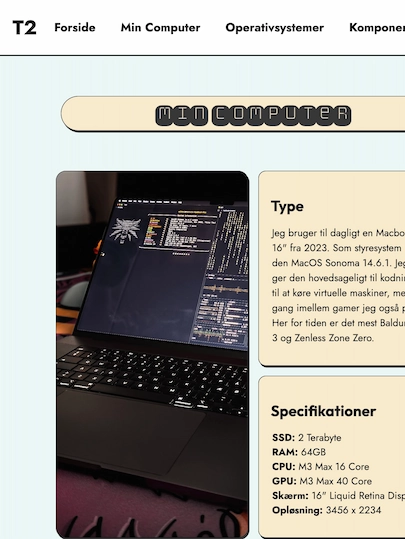 T2 Forside Min Computer Operativsystemer Komponen
MIN COMPUTER
Type
Jeg bruger til dagligt en Macbo
16" fra 2023. Som styresystem
den MacOS Sonoma 14.6.1. Jeg
ger den hovedsageligt til kodnin
til at køre virtuelle maskiner, me
gang imellem gamer jeg også p
Her for tiden er det mest Baldur
3 og Zenless Zone Zero.
Specifikationer
SSD: 2 Terabyte
RAM: 64GB
CPU: M3 Max 16 Core
GPU: M3 Max 40 Core
Skærm: 16" Liquid Retina Disp
Opløsning: 3456 x 2234